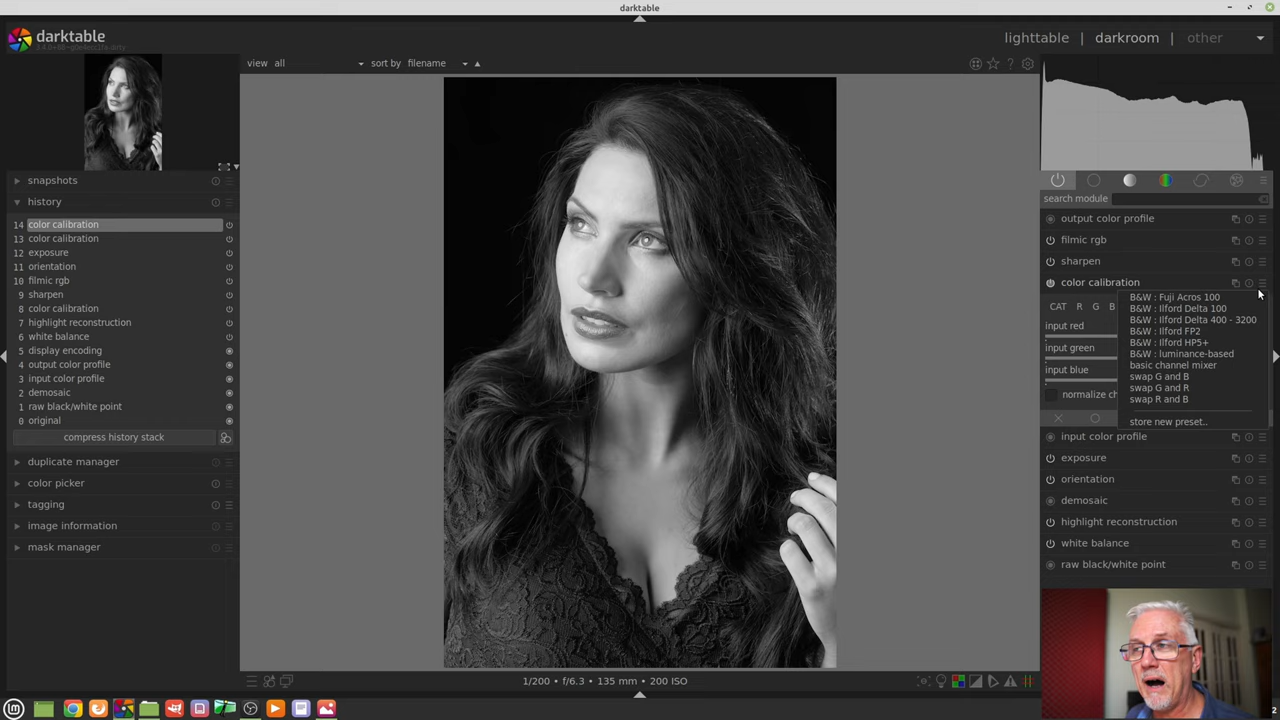 darktable
darktable
lighttable | darkroom | other
view all
sort by filename
snapshots
history
14 color calibration
13 color calibration
12 exposure
11 orientation
10 filmic rgb
9 sharpen
8 color calibration
7 highlight reconstruction
6 white balance
5 display encoding
4 output color profile
3 input color profile
2 demosaic
1 raw black/white point
0 original
compress history stack
duplicate manager
color picker
tagging
image information
mask manager
1/200 • f/6.3 • 135 mm • 200 ISO
search module
output color profile
filmic rgb
sharpen
color calibration
CAT R G B
input red
input green
input blue
normalize ch
B&W : Fuji Acros 100
B&W : Ilford Delta 100
B&W : Ilford Delta 400 - 3200
B&W : Ilford FP2
B&W : Ilford HP5+
B&W : luminance-based
basic channel mixer
swap G and B
swap G and R
swap R and B
store new preset..
input color profile
exposure
orientation
demosaic
highlight reconstruction
white balance
raw black/white point